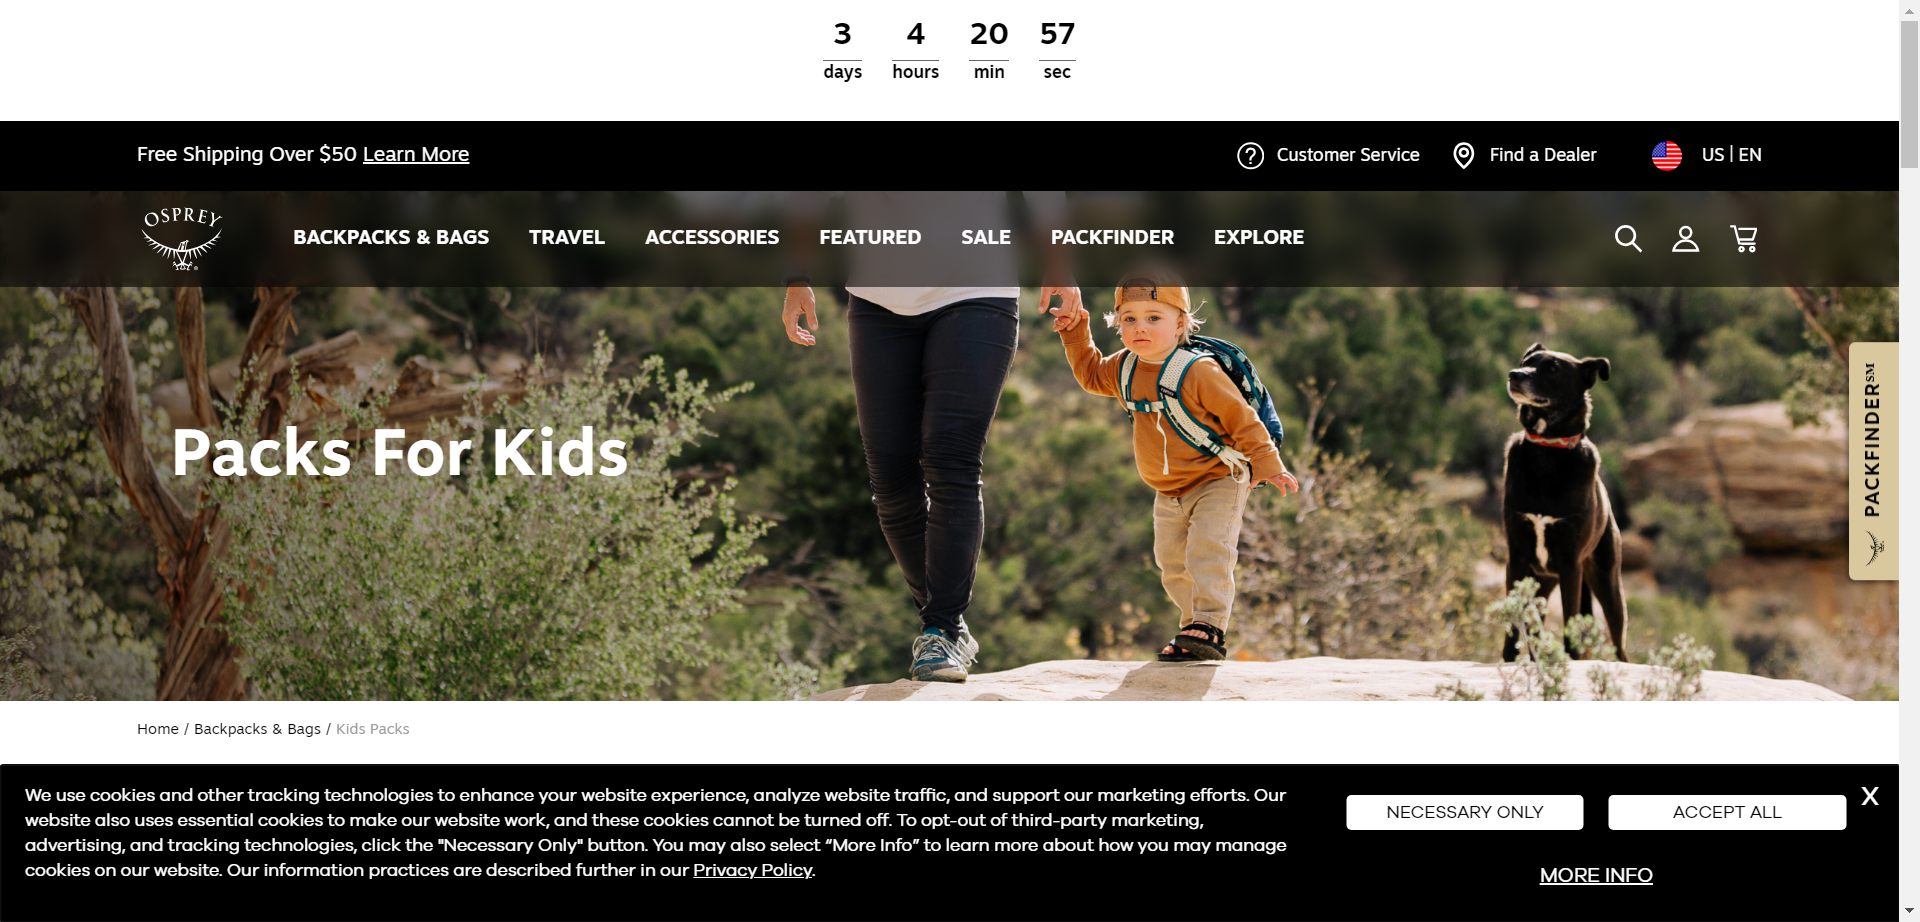 3 4 20 57
days hours min sec
Free Shipping Over $50 Learn More
Customer Service Find a Dealer US | EN
OSPREY
BACKPACKS & BAGS TRAVEL ACCESSORIES FEATURED SALE PACKFINDER EXPLORE
Packs For Kids
PACKFINDER℠
Home / Backpacks & Bags / Kids Packs
We use cookies and other tracking technologies to enhance your website experience, analyze website traffic, and support our marketing efforts. Our
website also uses essential cookies to make our website work, and these cookies cannot be turned off. To opt-out of third-party marketing,
advertising, and tracking technologies, click the "Necessary Only" button. You may also select “More Info” to learn more about how you may manage
cookies on our website. Our information practices are described further in our Privacy Policy.
NECESSARY ONLY ACCEPT ALL X
MORE INFO